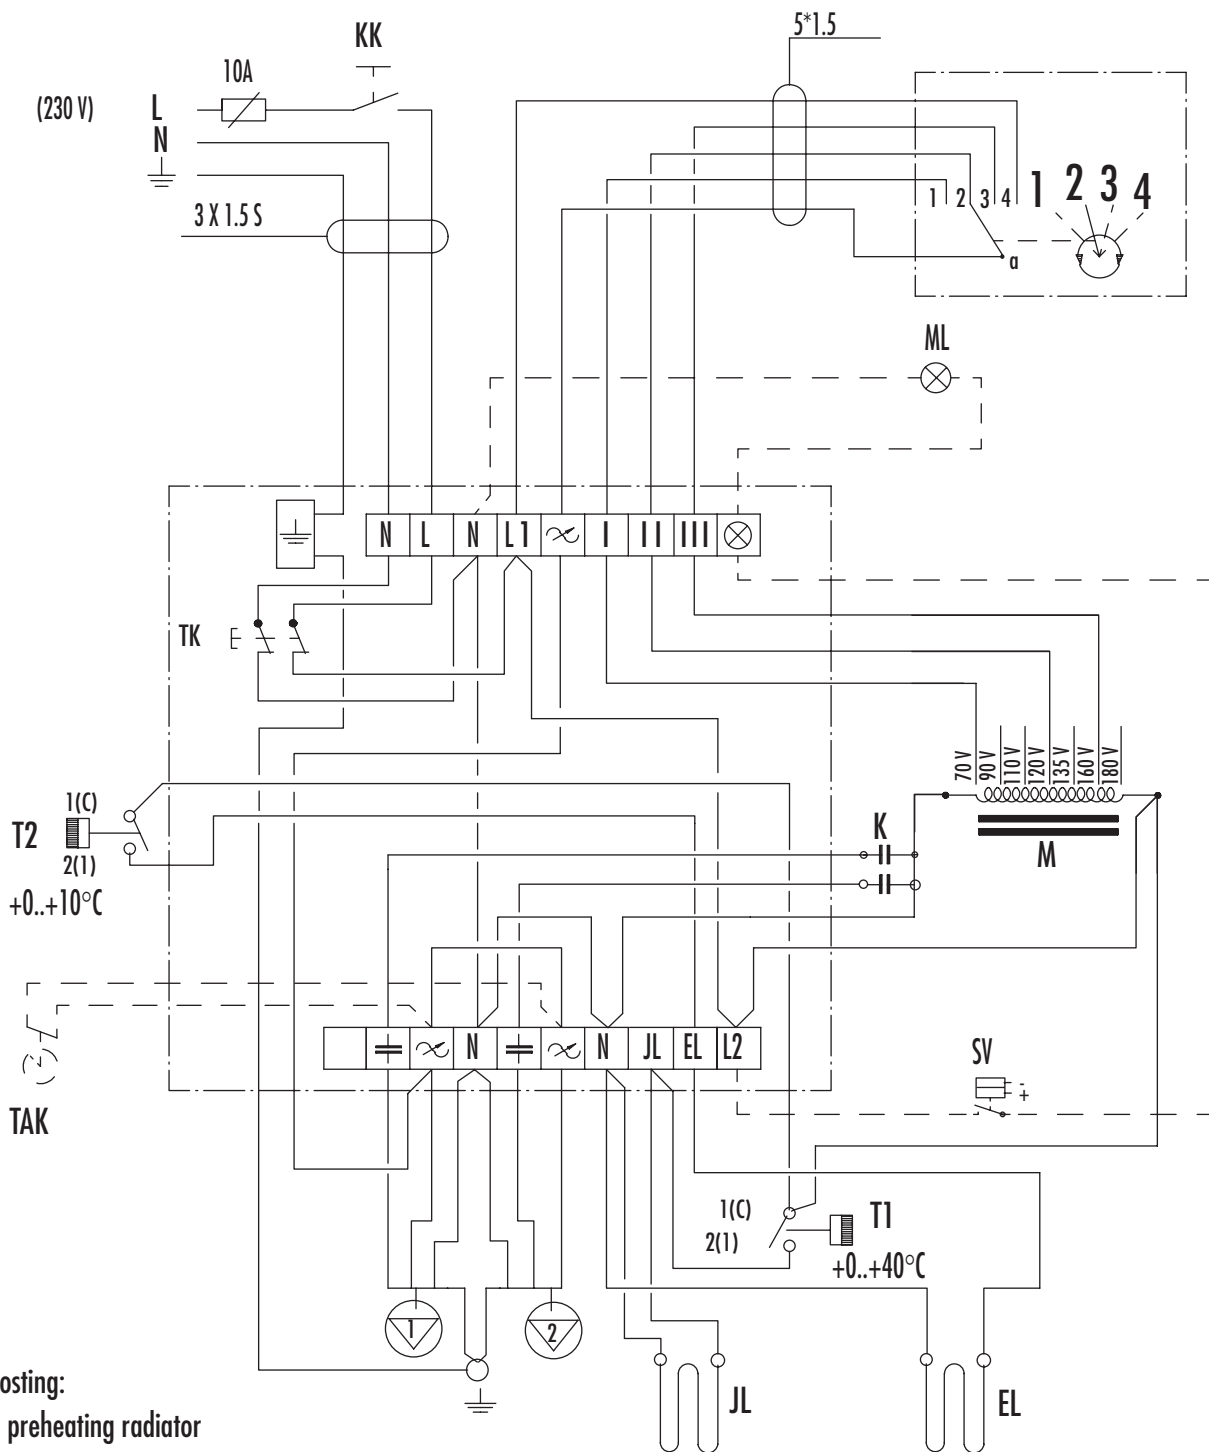 KK
5*1.5
10A
(230 V)
L
N
3 X 1.5 S
1 2 3 4
1 2 3 4
a
ML
N L N L1 I II III
TK
70 V
90 V
110 V
120 V
135 V
160 V
180 V
1(C)
T2
2(1)
+0..+10°C
K
M
N N JL EL L2
SV
-
+
TAK
1(C)
2(1)
T1
+0..+40°C
1
2
osting:
preheating radiator
JL
EL